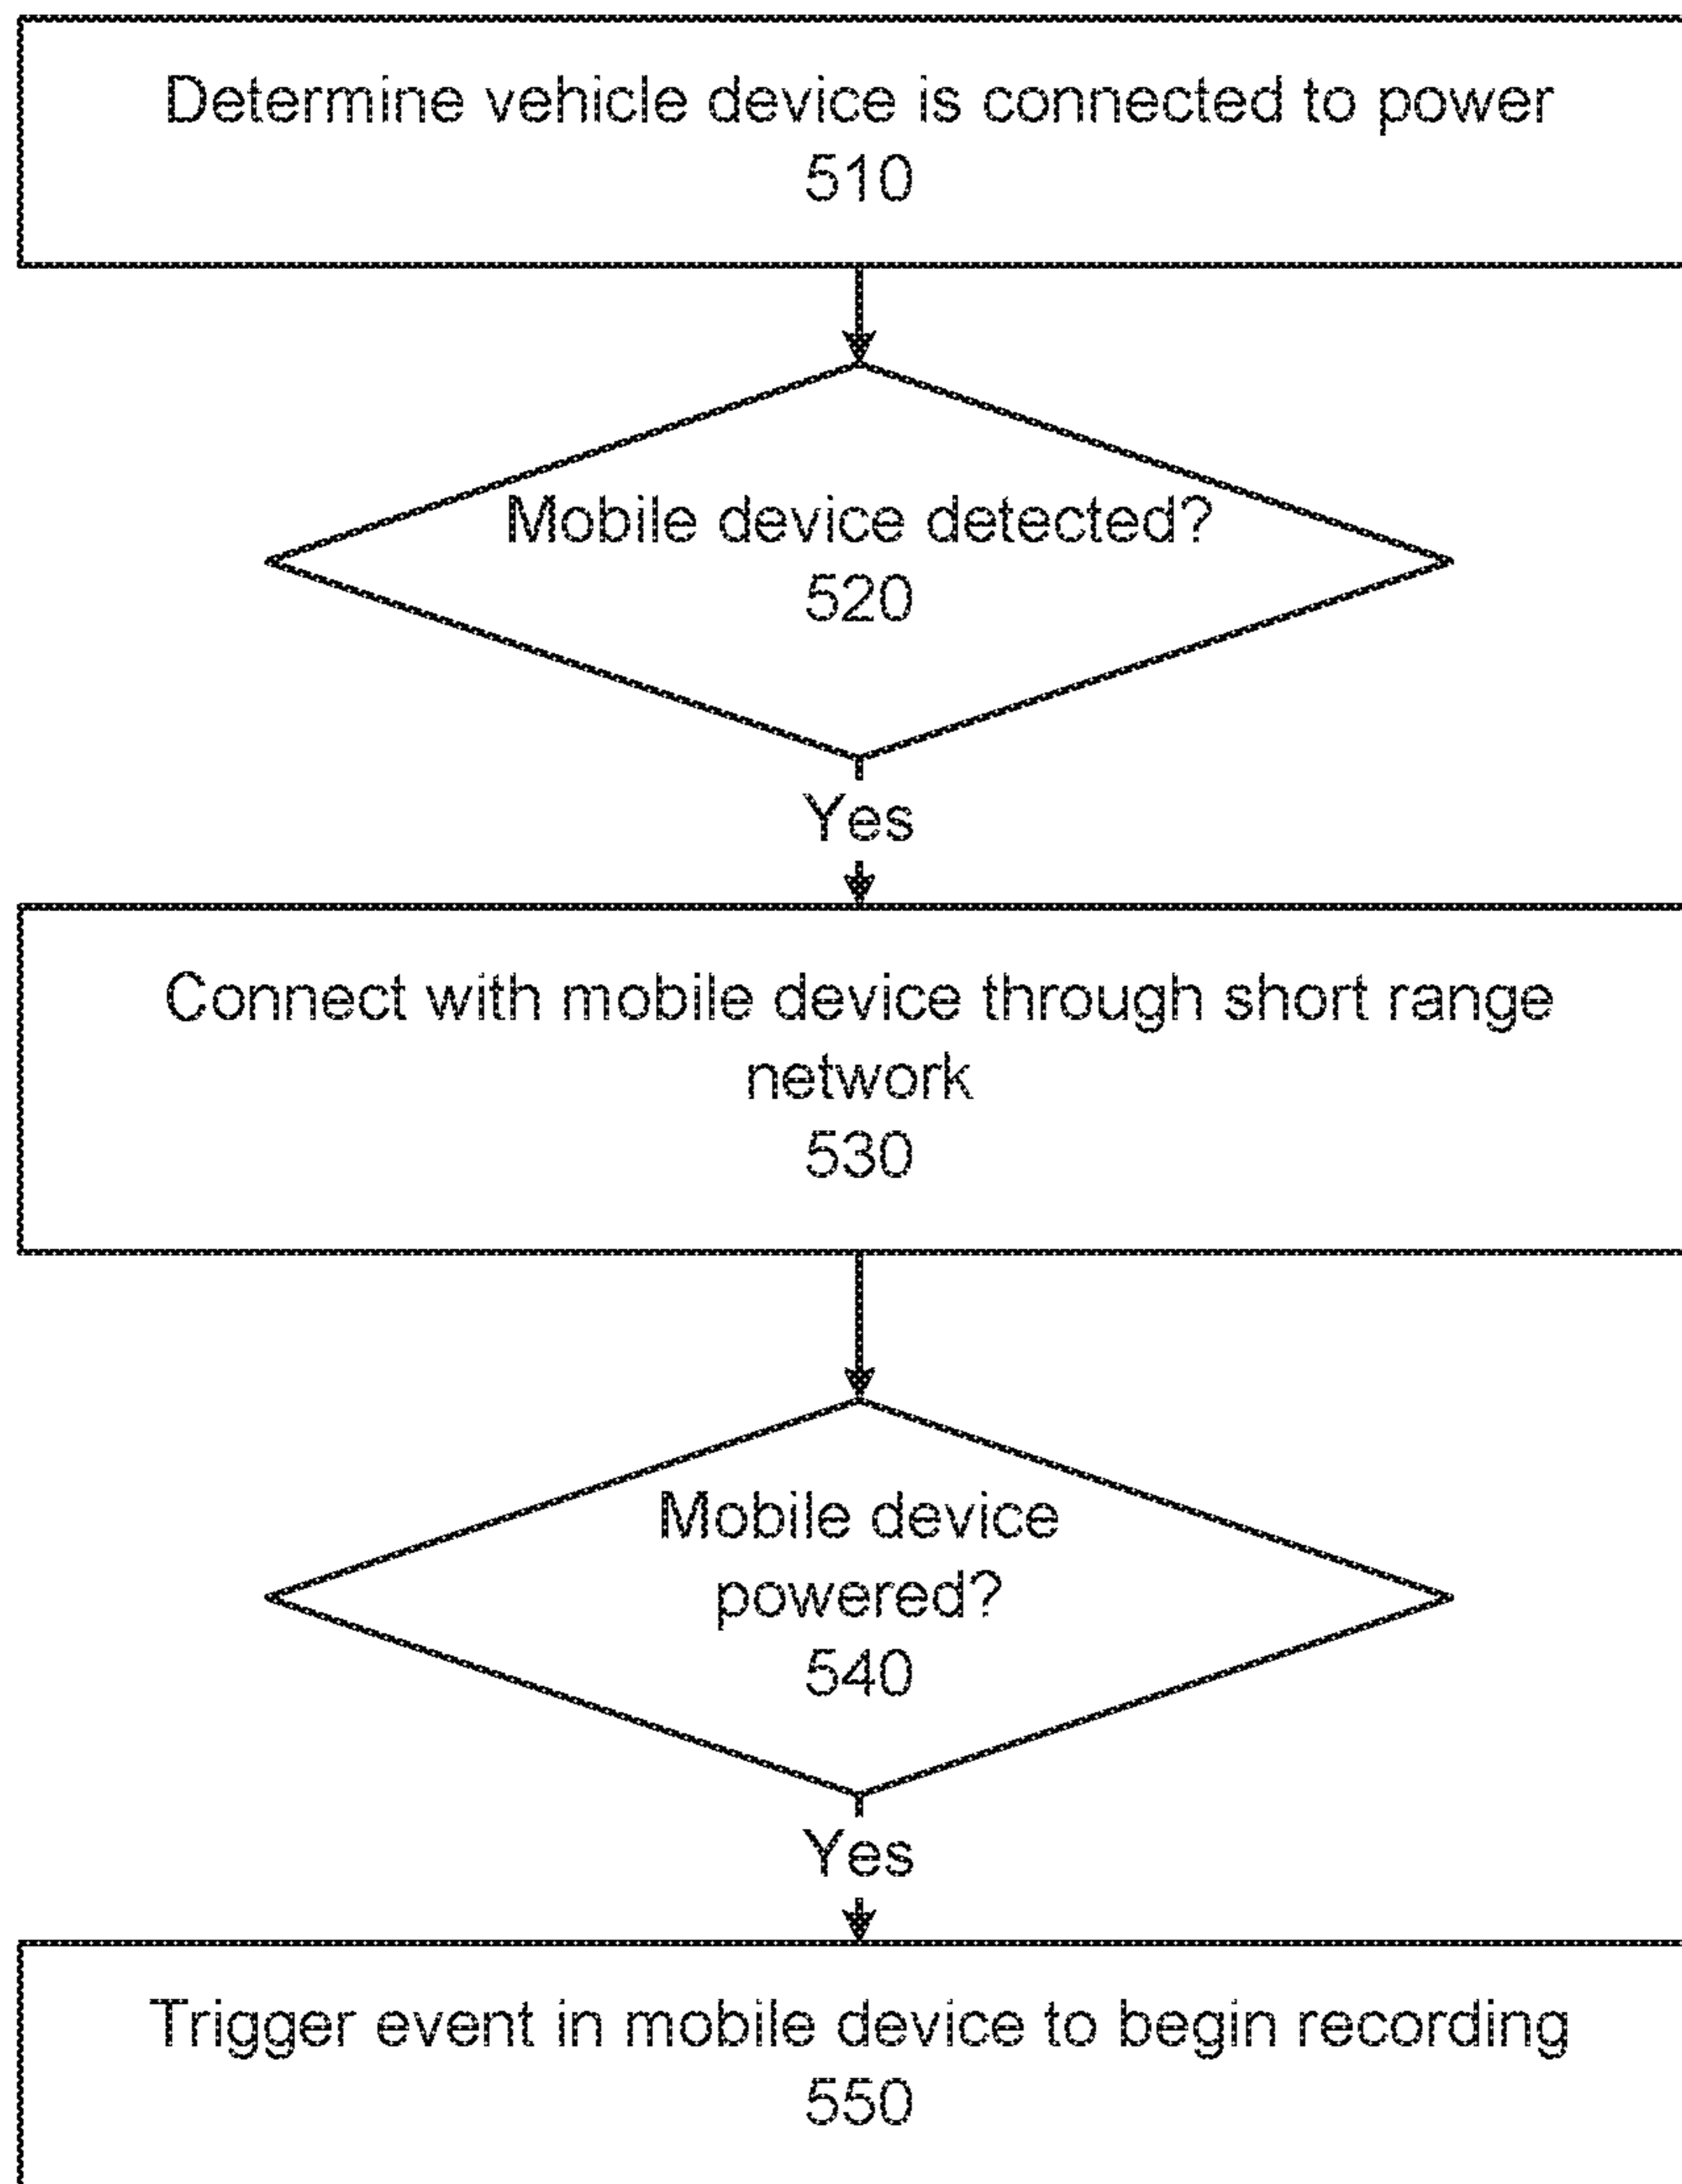 Determine vehicle device is connected to power
510
Mobile device detected?
520
Yes
Connect with mobile device through short range
network
530
Mobile device
powered?
540
Yes
Trigger event in mobile device to begin recording
550